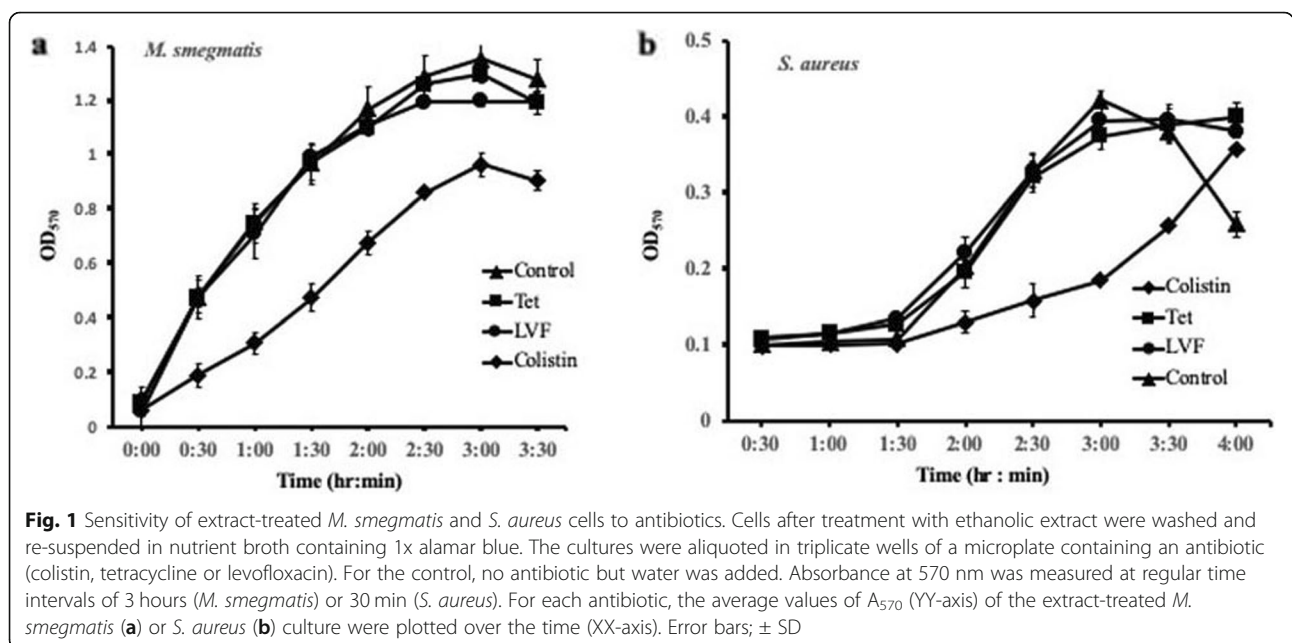 a
M. smegmatis
1.4
1.2
1
0.8
0.6
0.4
0.2
0
OD570
Control
Tet
LVF
Colistin
0:00 0:30 1:00 1:30 2:00 2:30 3:00 3:30
Time (hr:min)
b
S. aureus
0.5
0.4
0.3
0.2
0.1
0
OD570
Colistin
Tet
LVF
Control
0:30 1:00 1:30 2:00 2:30 3:00 3:30 4:00
Time (hr : min)
Fig. 1 Sensitivity of extract-treated M. smegmatis and S. aureus cells to antibiotics. Cells after treatment with ethanolic extract were washed and
re-suspended in nutrient broth containing 1x alamar blue. The cultures were aliquoted in triplicate wells of a microplate containing an antibiotic
(colistin, tetracycline or levofloxacin). For the control, no antibiotic but water was added. Absorbance at 570 nm was measured at regular time
intervals of 3 hours (M. smegmatis) or 30 min (S. aureus). For each antibiotic, the average values of A570 (YY-axis) of the extract-treated M.
smegmatis (a) or S. aureus (b) culture were plotted over the time (XX-axis). Error bars; ± SD